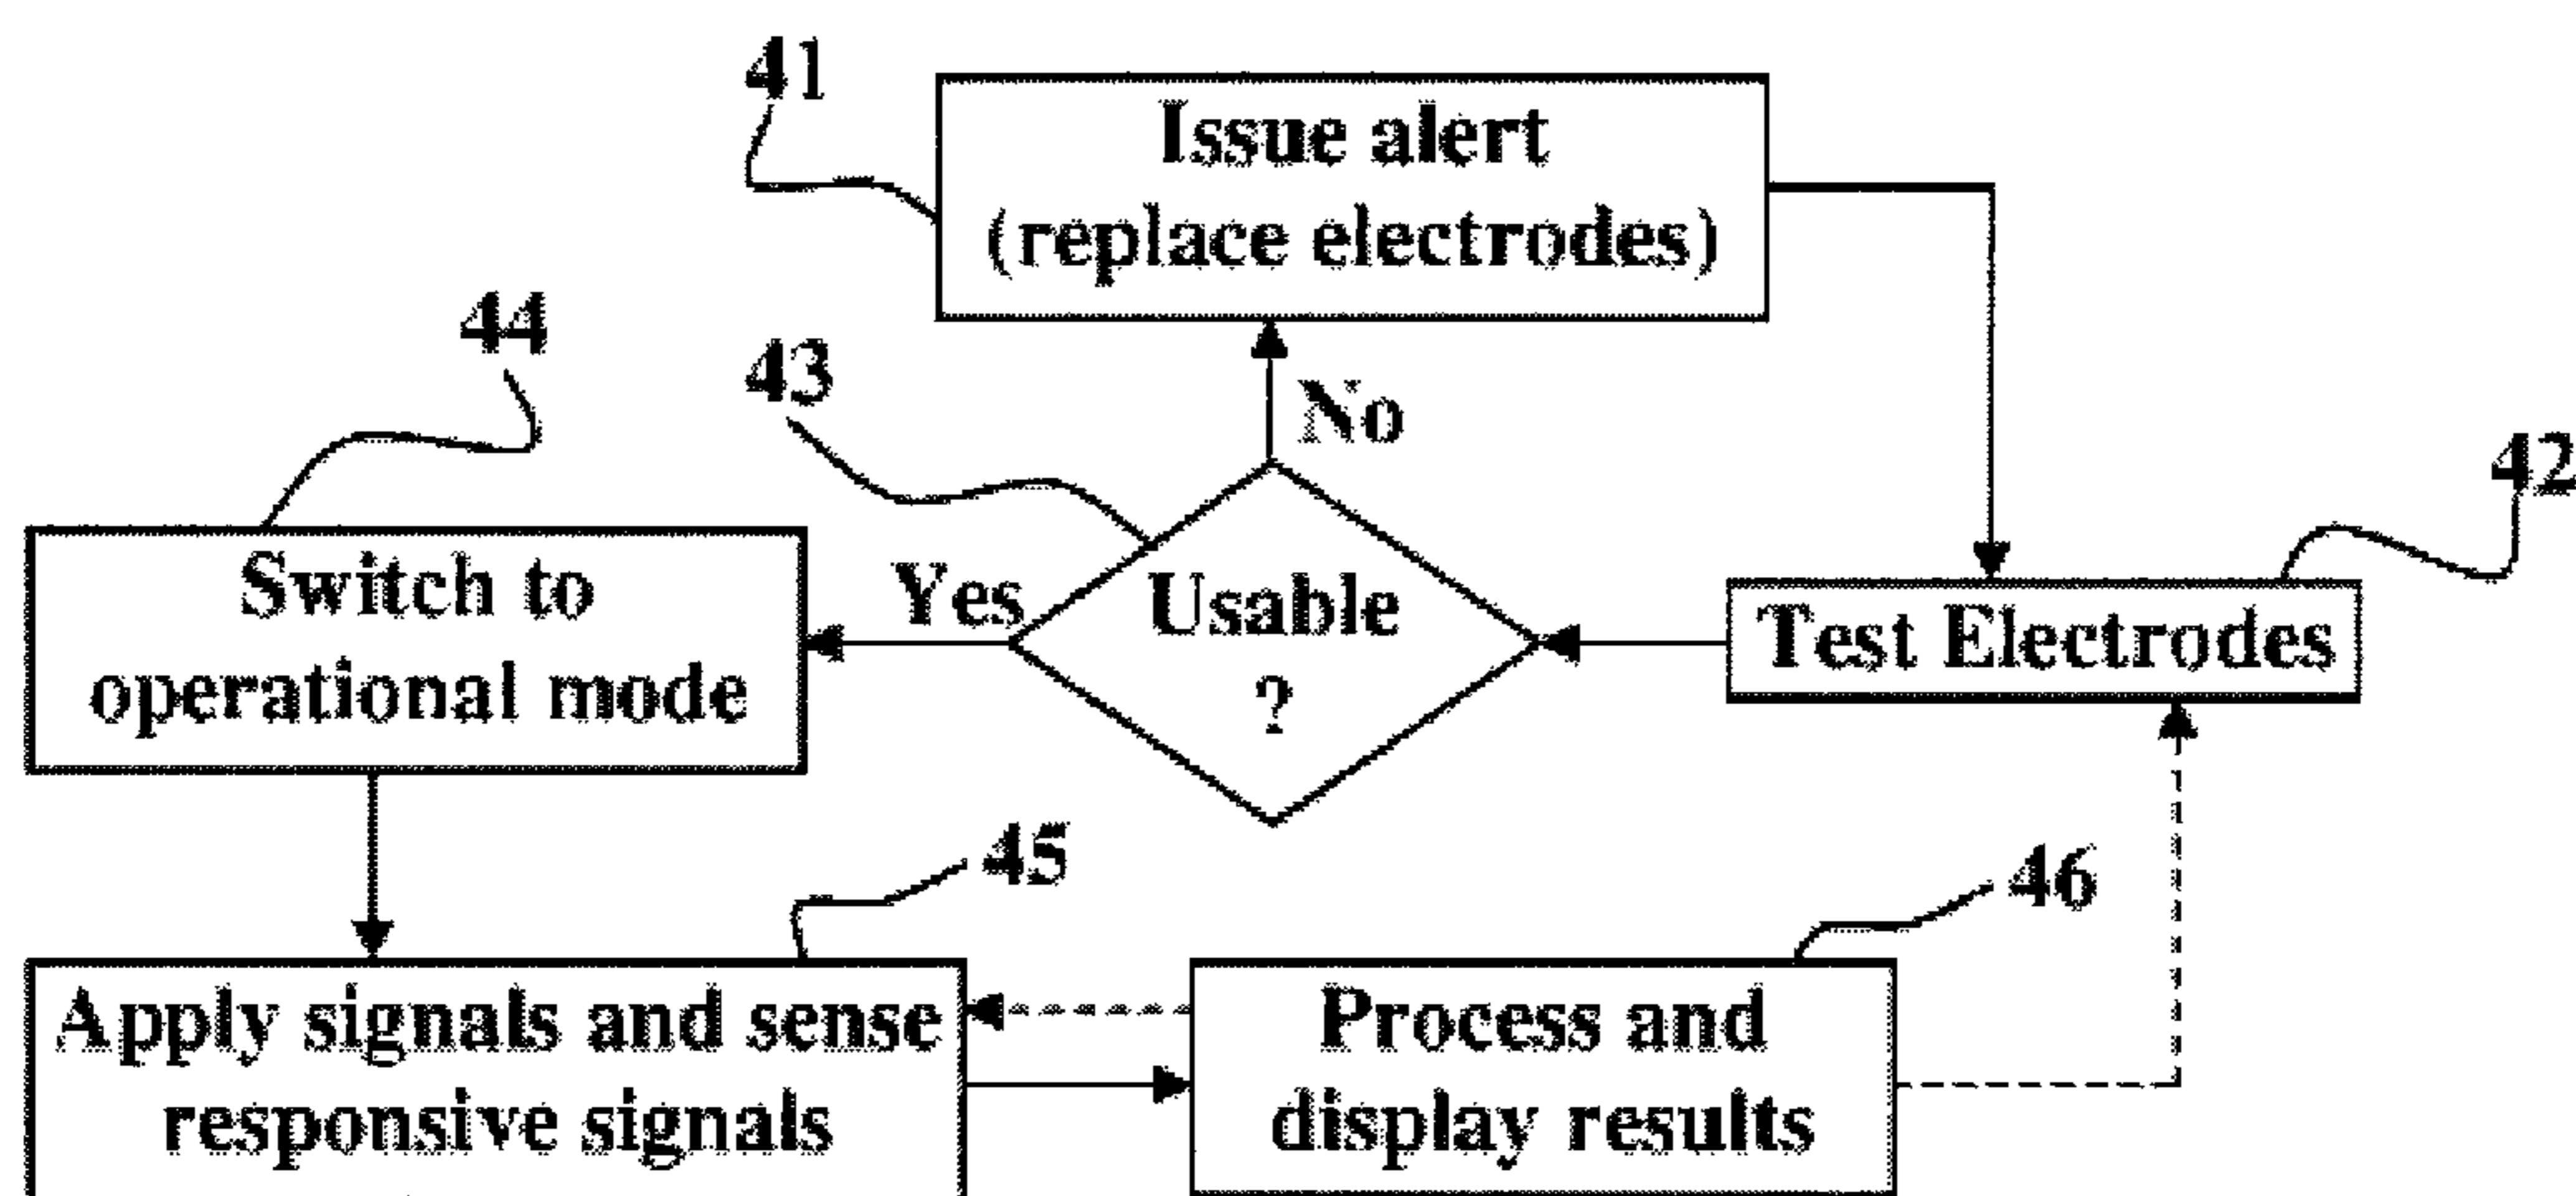 41
Issue alert
(replace electrodes)
44
43
No
42
Switch to
operational mode
Yes
Usable
?
Test Electrodes
45
46
Apply signals and sense
responsive signals
Process and
display results